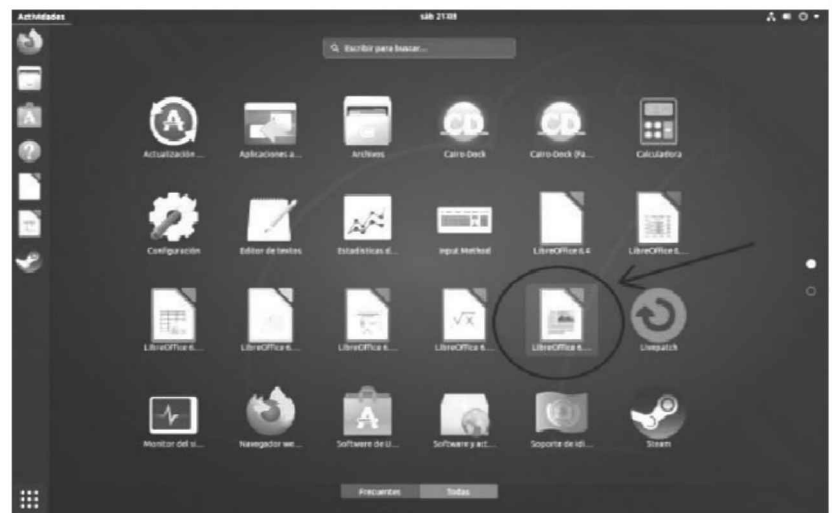 Actividades sáb 21:03
Escribir para buscar...
Actualización ... Aplicaciones a... Archivos Cairo-Dock Cairo-Dock (Fa... Calculadora
Configuración Editor de textos Estadísticas d... Input Method LibreOffice 6.4 LibreOffice 6....
LibreOffice 6.... LibreOffice 6.... LibreOffice 6.... LibreOffice 6.... LibreOffice 6.... Livepatch
Monitor del si... Navegador we... Software de U... Software y act... Soporte de idi... Steam
Frecuentes Todas